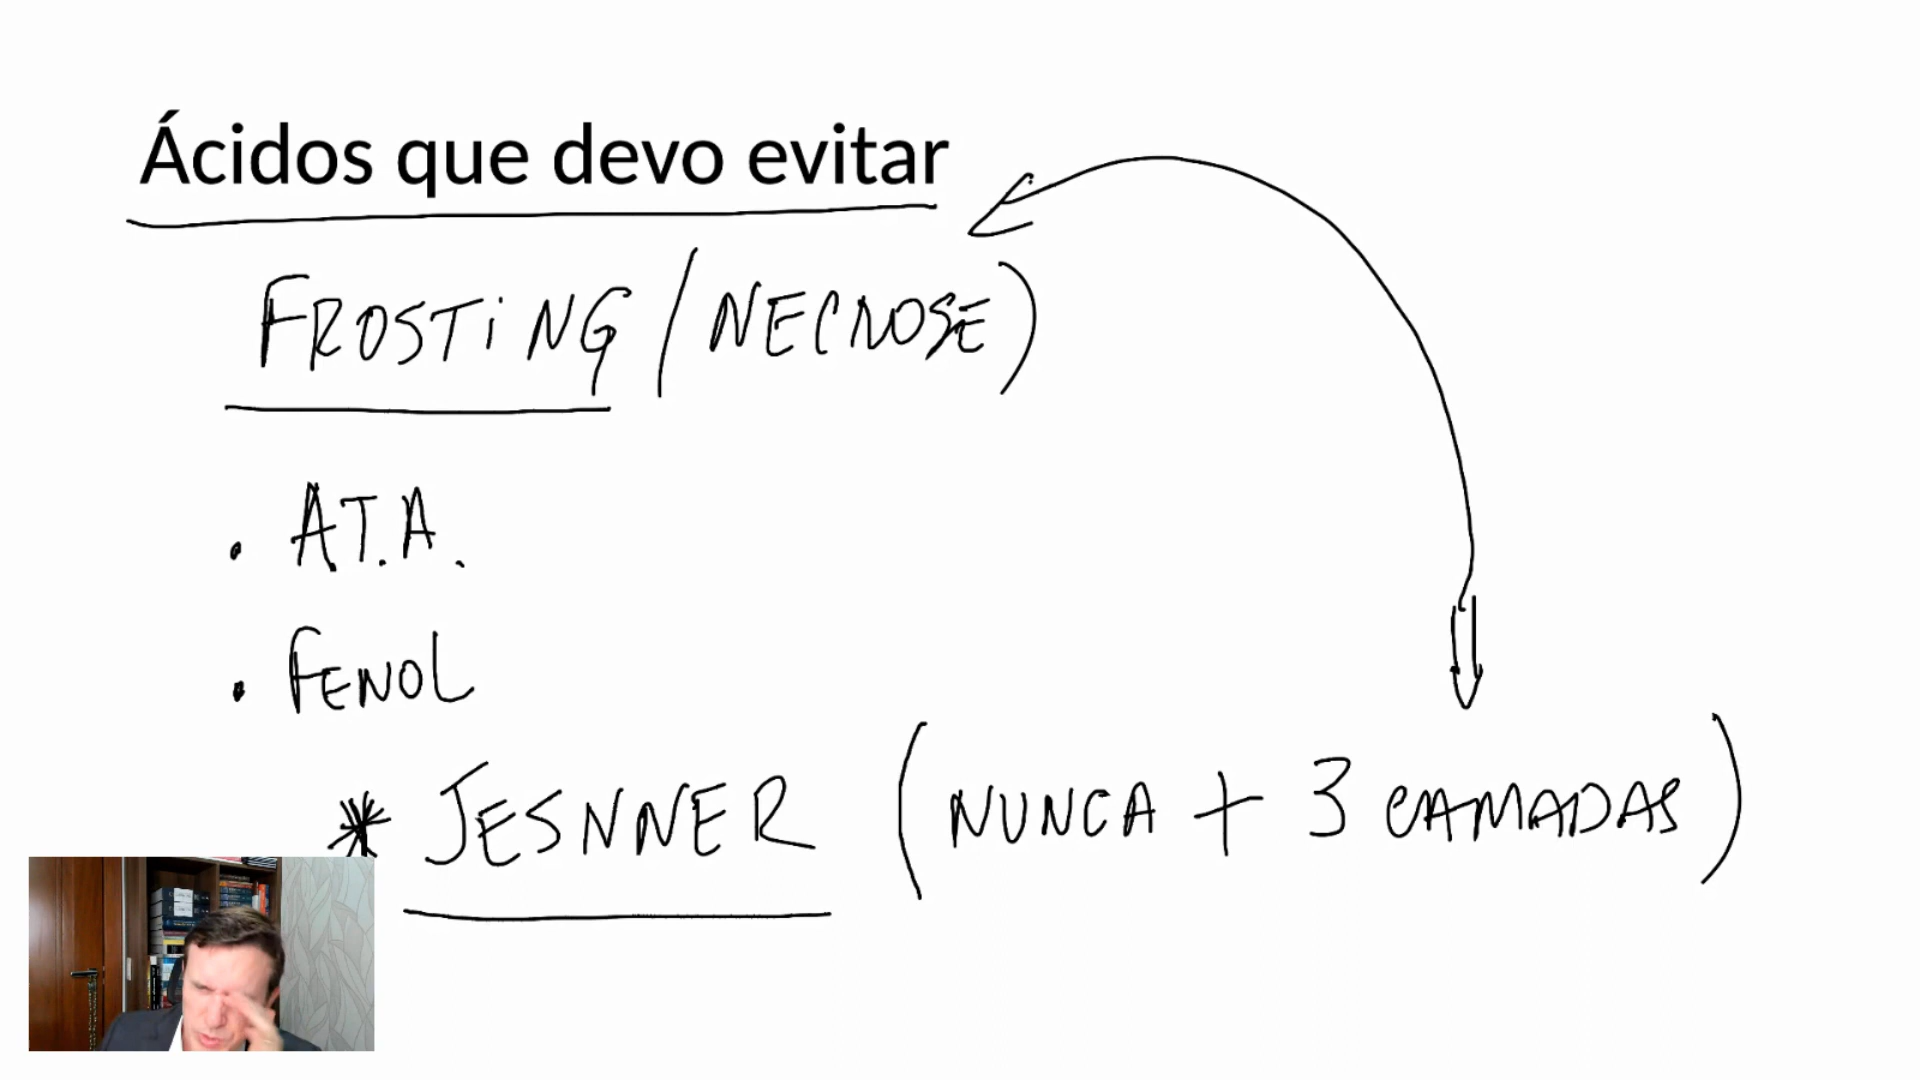 Ácidos que devo evitar
FROSTiNG / NECROSE)
. A.T.A.
. FENOL
* JESNNER (NUNCA + 3 CAMADAS)